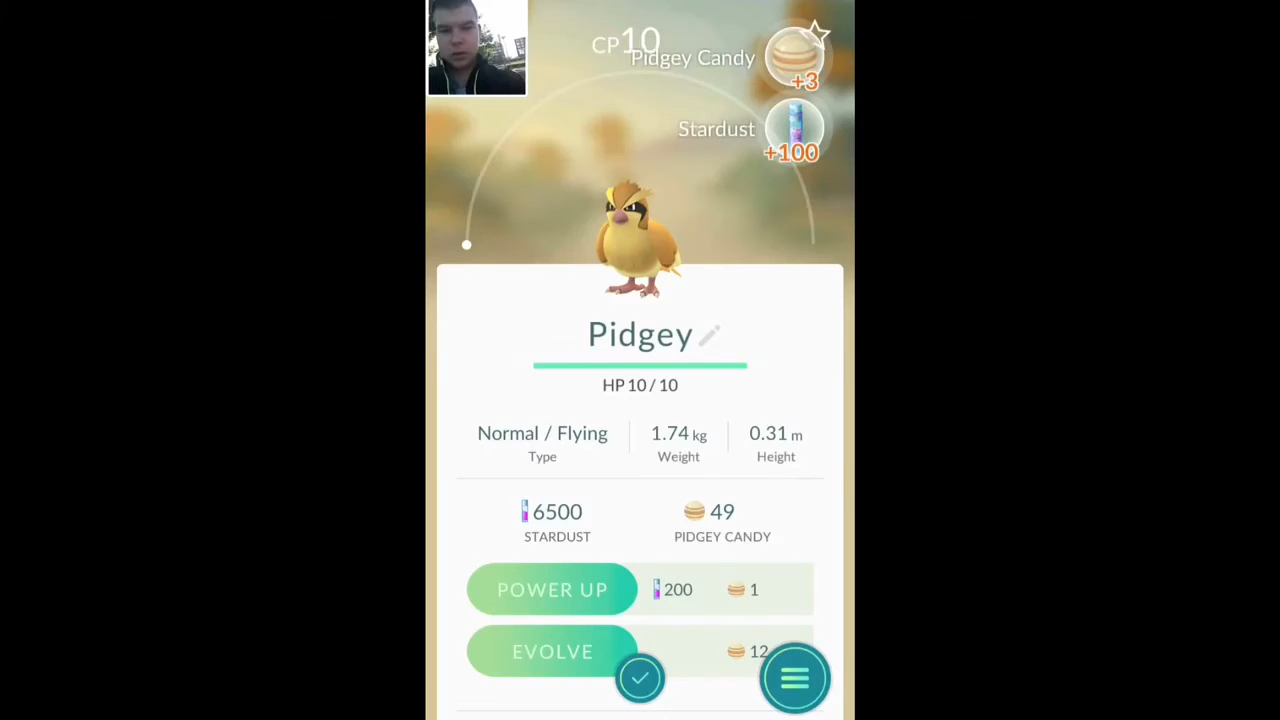 CP10
Pidgey Candy
+3
Stardust
+100
Pidgey
HP 10 / 10
Normal / Flying
Type
1.74 kg
Weight
0.31 m
Height
6500
STARDUST
49
PIDGEY CANDY
POWER UP
200
1
EVOLVE
12